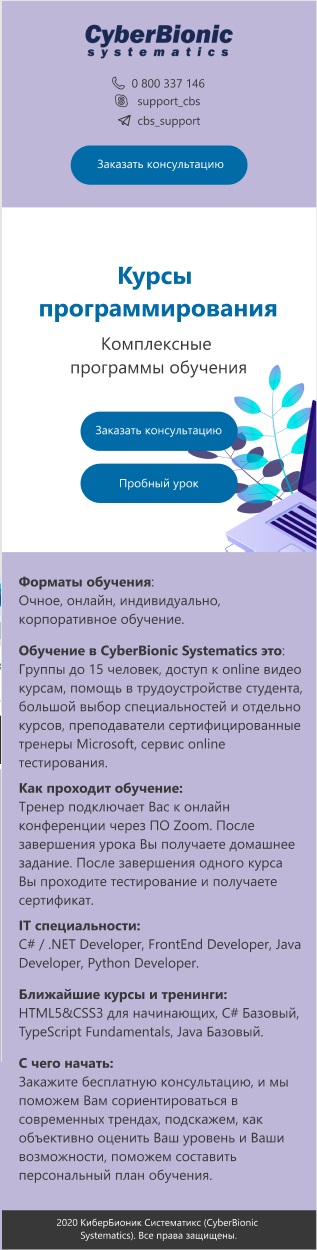 CyberBionic
systematics
0 800 337 146
support_cbs
cbs_support
Заказать консультацию
Курсы
программирования
Комплексные
программы обучения
Заказать консультацию
Пробный урок
Форматы обучения:
Очное, онлайн, индивидуально,
корпоративное обучение.
Обучение в CyberBionic Systematics это:
Группы до 15 человек, доступ к online видео
курсам, помощь в трудоустройстве студента,
большой выбор специальностей и отдельно
курсов, преподаватели сертифицированные
тренеры Microsoft, сервис online
тестирования.
Как проходит обучение:
Тренер подключает Вас к онлайн
конференции через ПО Zoom. После
завершения урока Вы получаете домашнее
задание. После завершения одного курса
Вы проходите тестирование и получаете
сертификат.
IT специальности:
C# / .NET Developer, FrontEnd Developer, Java
Developer, Python Developer.
Ближайшие курсы и тренинги:
HTML5&CSS3 для начинающих, C# Базовый,
TypeScript Fundamentals, Java Базовый.
С чего начать:
Закажите бесплатную консультацию, и мы
поможем Вам сориентироваться в
современных трендах, подскажем, как
объективно оценить Ваш уровень и Ваши
возможности, поможем составить
персональный план обучения.
2020 КиберБионик Систематикс (CyberBionic
Systematics). Все права защищены.